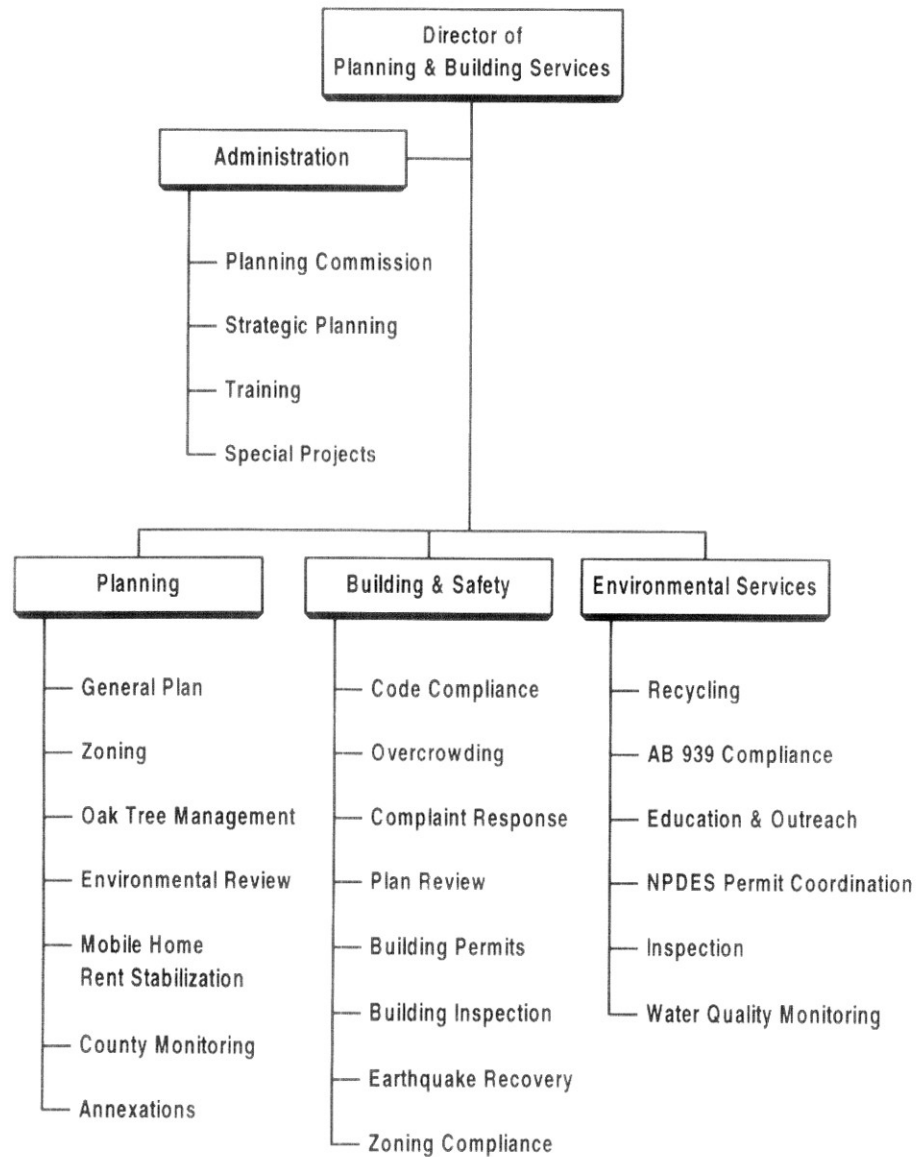 Director of
Planning & Building Services
Administration
Planning Commission
Strategic Planning
Training
Special Projects
Planning
General Plan
Zoning
Oak Tree Management
Environmental Review
Mobile Home
Rent Stabilization
County Monitoring
Annexations
Building & Safety
Code Compliance
Overcrowding
Complaint Response
Plan Review
Building Permits
Building Inspection
Earthquake Recovery
Zoning Compliance
Environmental Services
Recycling
AB 939 Compliance
Education & Outreach
NPDES Permit Coordination
Inspection
Water Quality Monitoring